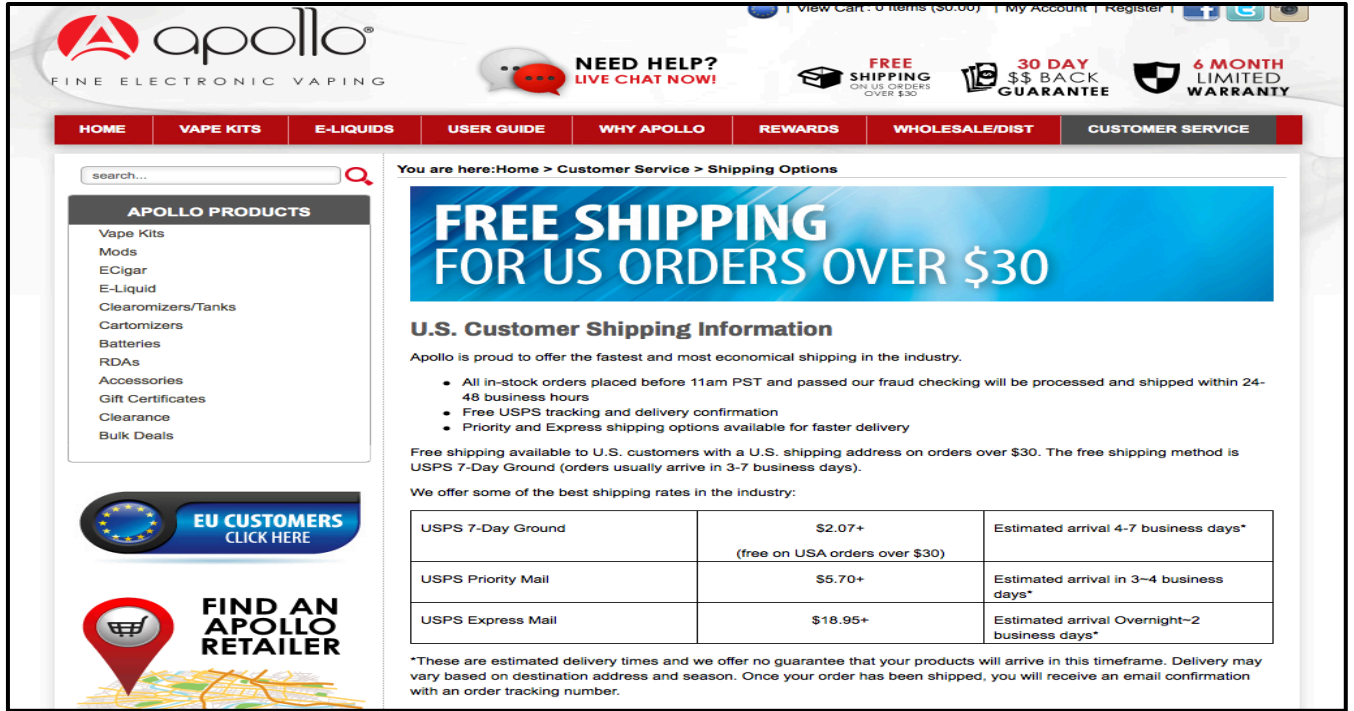 View Cart : 0 Items ($0.00) | My Account | Register |
apollo®
FINE ELECTRONIC VAPING
NEED HELP?
LIVE CHAT NOW!
FREE
SHIPPING
ON US ORDERS
OVER $30
30 DAY
$$ BACK
GUARANTEE
6 MONTH
LIMITED
WARRANTY
HOME
VAPE KITS
E-LIQUIDS
USER GUIDE
WHY APOLLO
REWARDS
WHOLESALE/DIST
CUSTOMER SERVICE
search...
APOLLO PRODUCTS
Vape Kits
Mods
ECigar
E-Liquid
Clearomizers/Tanks
Cartomizers
Batteries
RDAs
Accessories
Gift Certificates
Clearance
Bulk Deals
EU CUSTOMERS
CLICK HERE
FIND AN
APOLLO
RETAILER
You are here:Home > Customer Service > Shipping Options
FREE SHIPPING
FOR US ORDERS OVER $30
U.S. Customer Shipping Information
Apollo is proud to offer the fastest and most economical shipping in the industry.
● All in-stock orders placed before 11am PST and passed our fraud checking will be processed and shipped within 24-
48 business hours
● Free USPS tracking and delivery confirmation
● Priority and Express shipping options available for faster delivery
Free shipping available to U.S. customers with a U.S. shipping address on orders over $30. The free shipping method is
USPS 7-Day Ground (orders usually arrive in 3-7 business days).
We offer some of the best shipping rates in the industry:
USPS 7-Day Ground
$2.07+
(free on USA orders over $30)
Estimated arrival 4-7 business days*
USPS Priority Mail
$5.70+
Estimated arrival in 3~4 business
days*
USPS Express Mail
$18.95+
Estimated arrival Overnight~2
business days*
*These are estimated delivery times and we offer no guarantee that your products will arrive in this timeframe. Delivery may
vary based on destination address and season. Once your order has been shipped, you will receive an email confirmation
with an order tracking number.